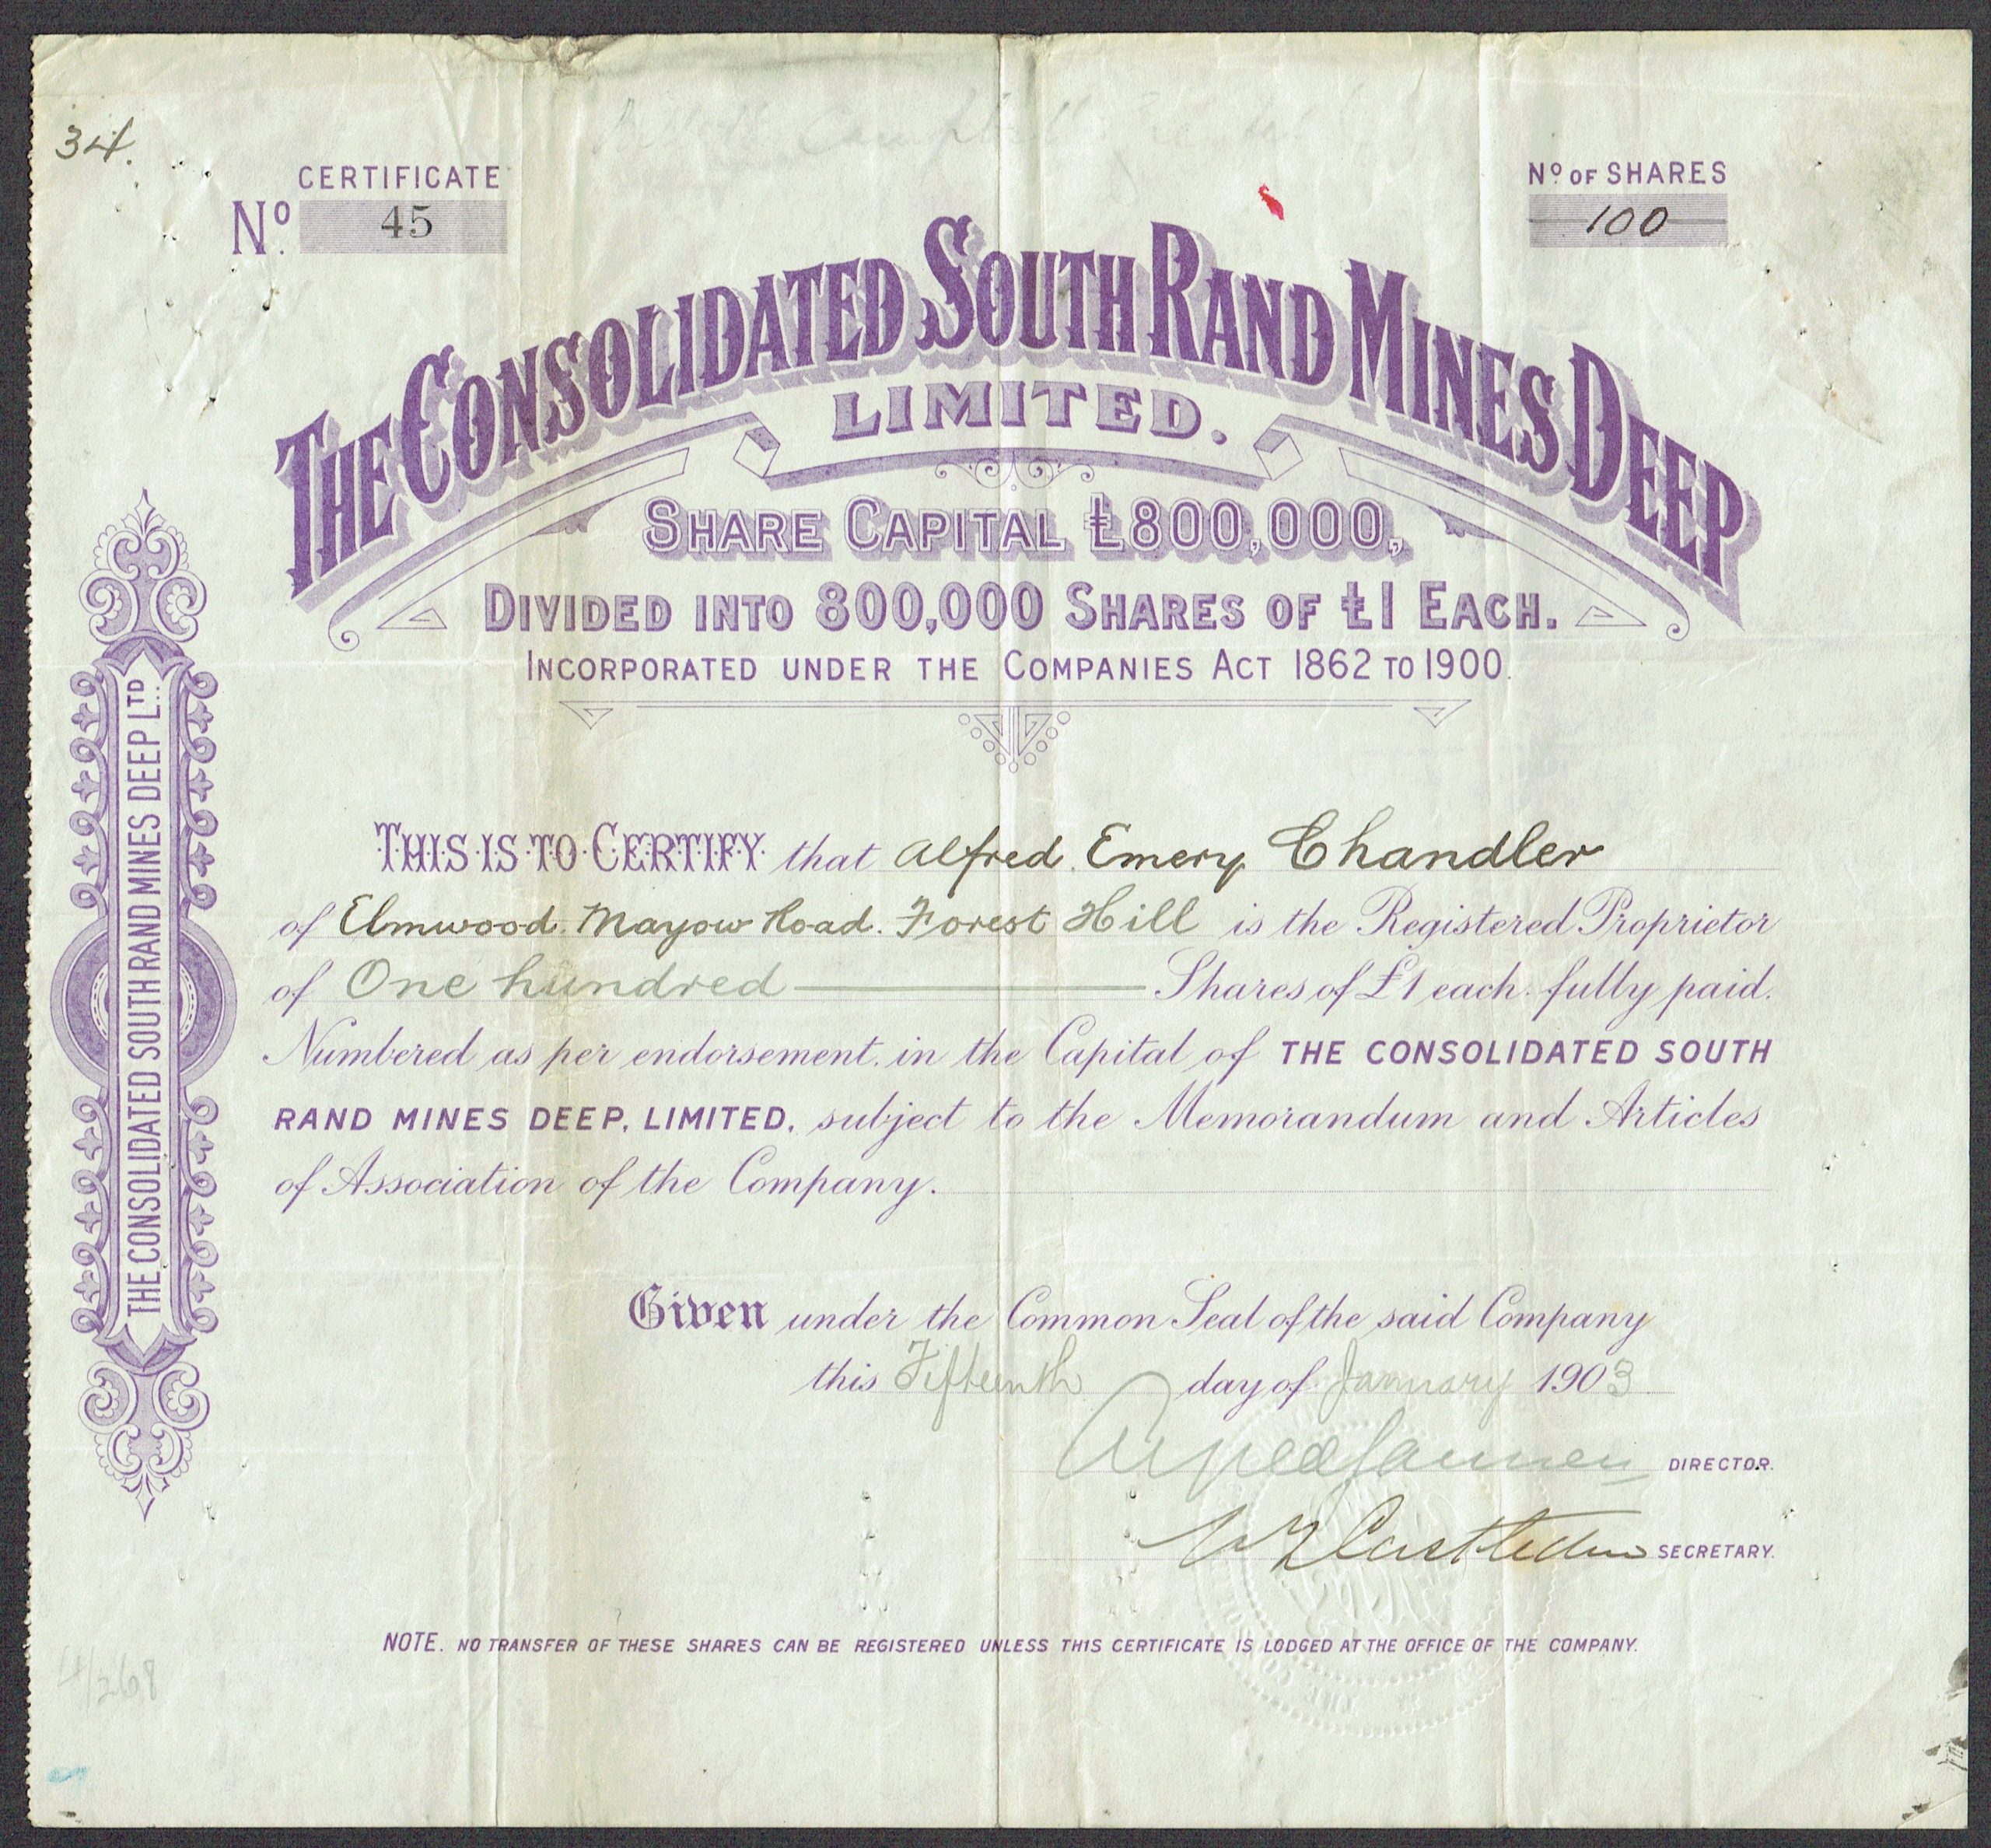 34.
CERTIFICATE
Nº 45
Nº OF SHARES
100
THE CONSOLIDATED SOUTH RAND MINES DEEP
LIMITED.
SHARE CAPITAL £800,000,
DIVIDED INTO 800,000 SHARES OF £1 EACH.
INCORPORATED UNDER THE COMPANIES ACT 1862 TO 1900.
THE CONSOLIDATED SOUTH RAND MINES DEEP LTD.
THIS IS TO CERTIFY that Alfred Emery Chandler
of Elmwood. Mayow Road. Forest Hill is the Registered Proprietor
of One hundred Shares of £1 each fully paid.
Numbered as per endorsement. in the Capital of THE CONSOLIDATED SOUTH
RAND MINES DEEP, LIMITED, subject to the Memorandum and Articles
of Association of the Company.
Given under the Common Seal of the said Company
this Fifteenth day of January 1903
DIRECTOR.
SECRETARY.
NOTE. NO TRANSFER OF THESE SHARES CAN BE REGISTERED UNLESS THIS CERTIFICATE IS LODGED AT THE OFFICE OF THE COMPANY.